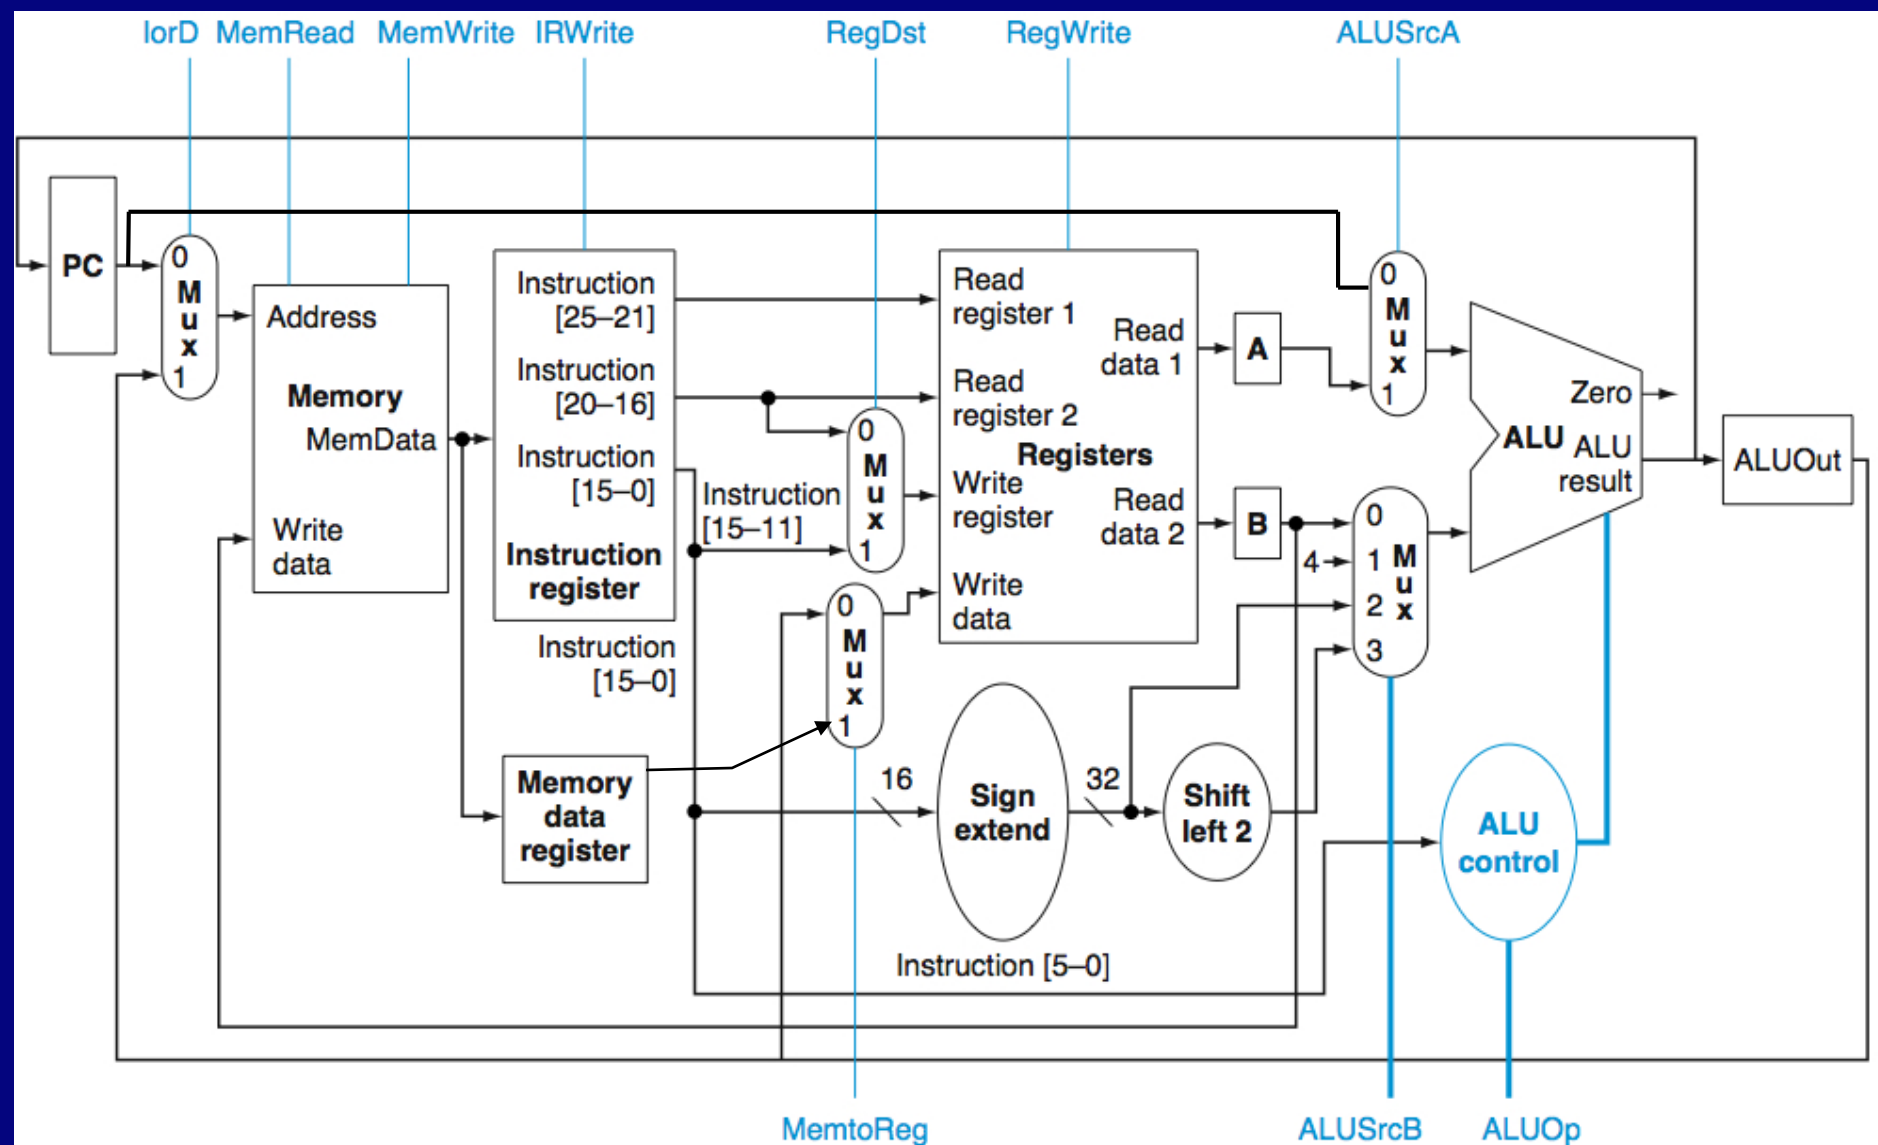 IorD MemRead MemWrite IRWrite RegDst RegWrite ALUSrcA
PC
0
M
u
x
1
Address
Memory
MemData
Write
data
Instruction
[25–21]
Instruction
[20–16]
Instruction
[15–0]
Instruction
register
Instruction
[15–0]
Instruction
[15–11]
Memory
data
register
0
M
u
x
1
0
M
u
x
1
Read
register 1
Read
register 2
Registers
Write
register
Write
data
Read
data 1
Read
data 2
16
Sign
extend
32
Shift
left 2
Instruction [5–0]
A
B
4
0
M
u
x
1
0
1
2
3
M
u
x
Zero
ALU
ALU
result
ALUOut
ALU
control
MemtoReg ALUSrcB ALUOp